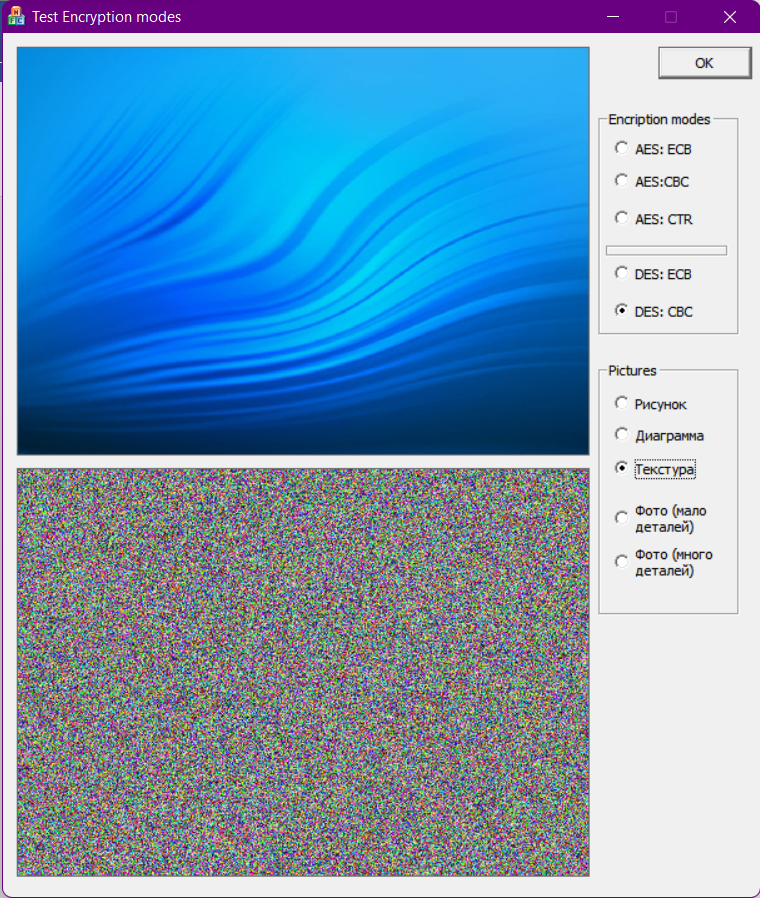 Test Encryption modes
OK
Encription modes
AES: ECB
AES:CBC
AES: CTR
DES: ECB
DES: CBC
Pictures
Рисунок
Диаграмма
Текстура
Фото (мало
деталей)
Фото (много
деталей)